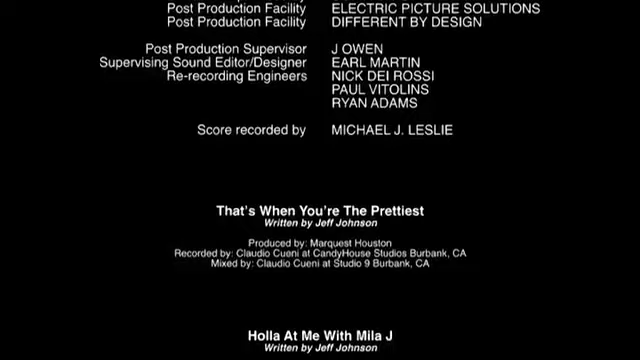 Post Production Facility ELECTRIC PICTURE SOLUTIONS
Post Production Facility DIFFERENT BY DESIGN
Post Production Supervisor J OWEN
Supervising Sound Editor/Designer EARL MARTIN
Re-recording Engineers NICK DEI ROSSI
PAUL VITOLINS
RYAN ADAMS
Score recorded by MICHAEL J. LESLIE
That's When You're The Prettiest
Written by Jeff Johnson
Produced by: Marquest Houston
Recorded by: Claudio Cueni at CandyHouse Studios Burbank, CA
Mixed by: Claudio Cueni at Studio 9 Burbank, CA
Holla At Me With Mila J
Written by Jeff Johnson